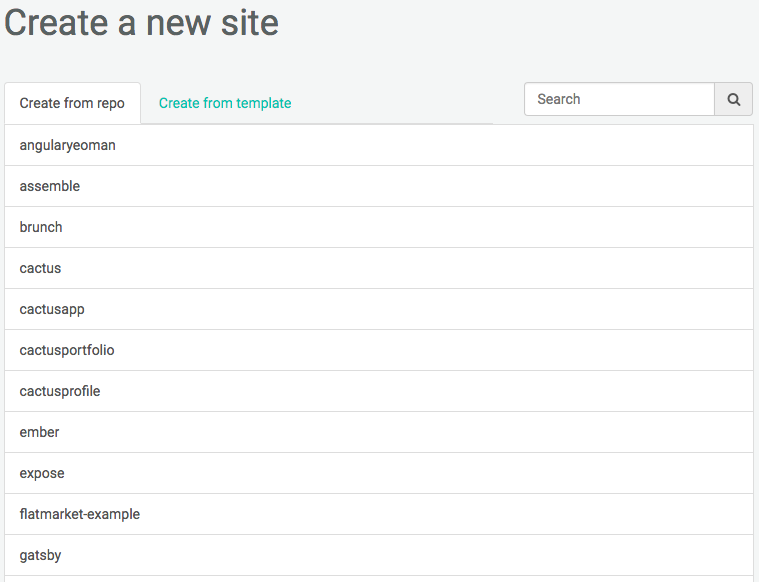 Create a new site
Create from repo
Create from template
Search
angularyeoman
assemble
brunch
cactus
cactusapp
cactusportfolio
cactusprofile
ember
expose
flatmarket-example
gatsby